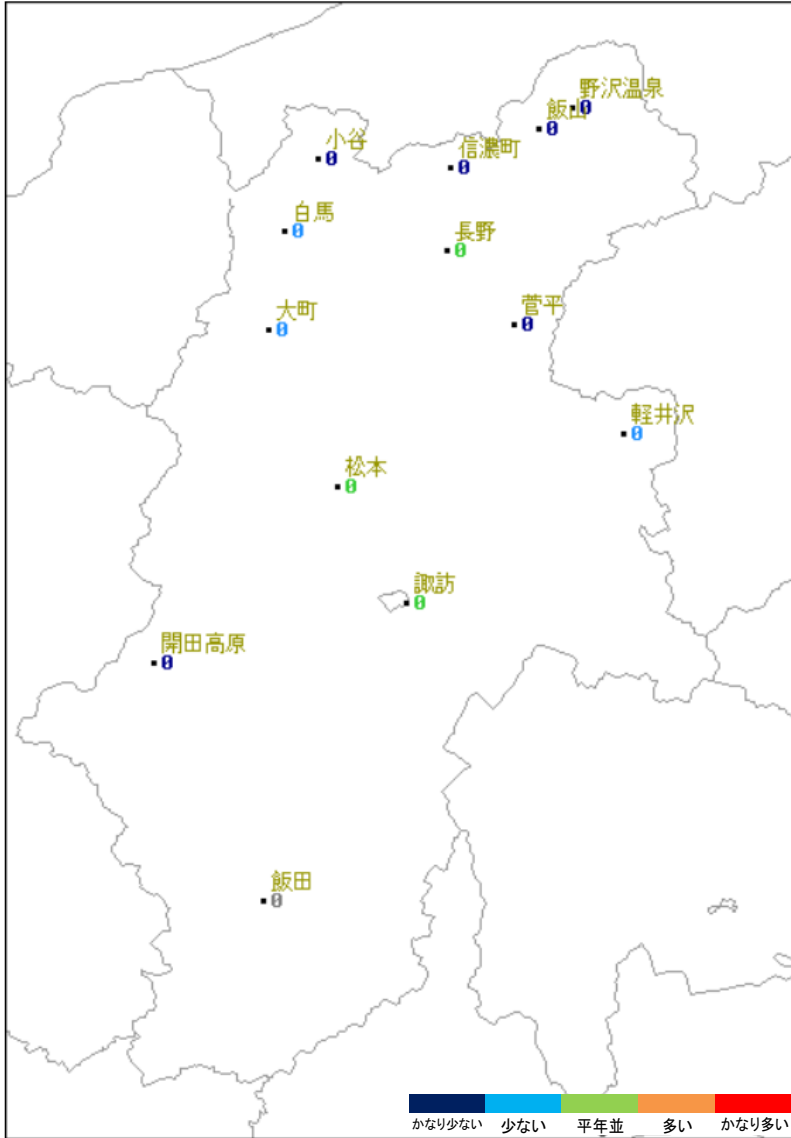 野沢温泉
0
飯山
0
小谷
0
信濃町
0
白馬
0
長野
0
大町
0
菅平
0
軽井沢
0
松本
0
諏訪
0
開田高原
0
飯田
0
かなり少ない 少ない 平年並 多い かなり多い